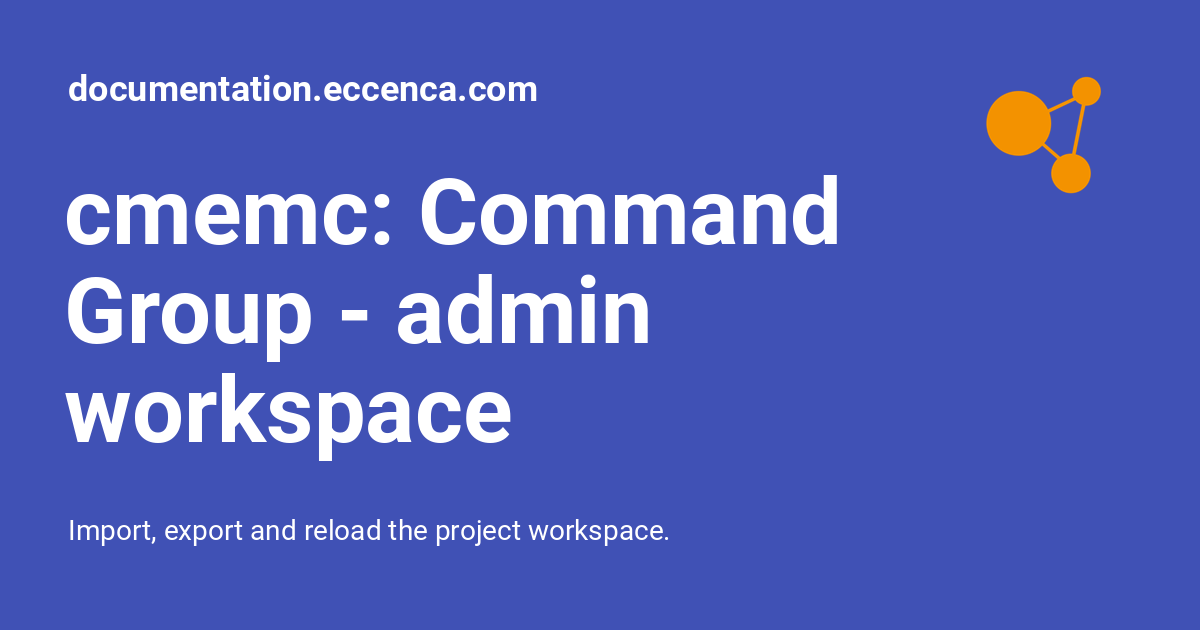 documentation.eccenca.com
cmemc: Command
Group - admin
workspace
Import, export and reload the project workspace.